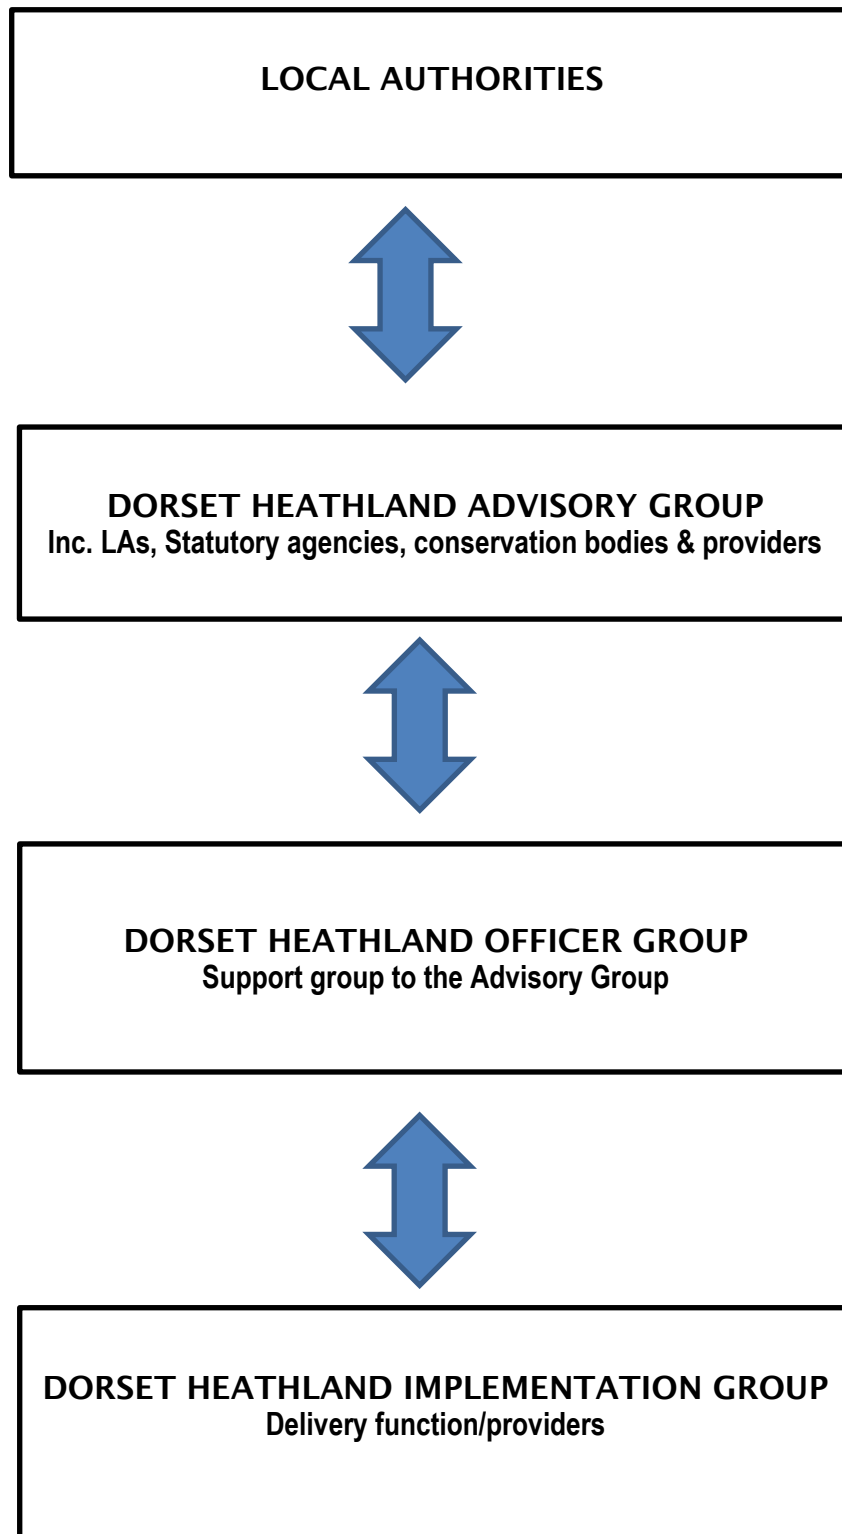 LOCAL AUTHORITIES
DORSET HEATHLAND ADVISORY GROUP
Inc. LAs, Statutory agencies, conservation bodies & providers
DORSET HEATHLAND OFFICER GROUP
Support group to the Advisory Group
DORSET HEATHLAND IMPLEMENTATION GROUP
Delivery function/providers